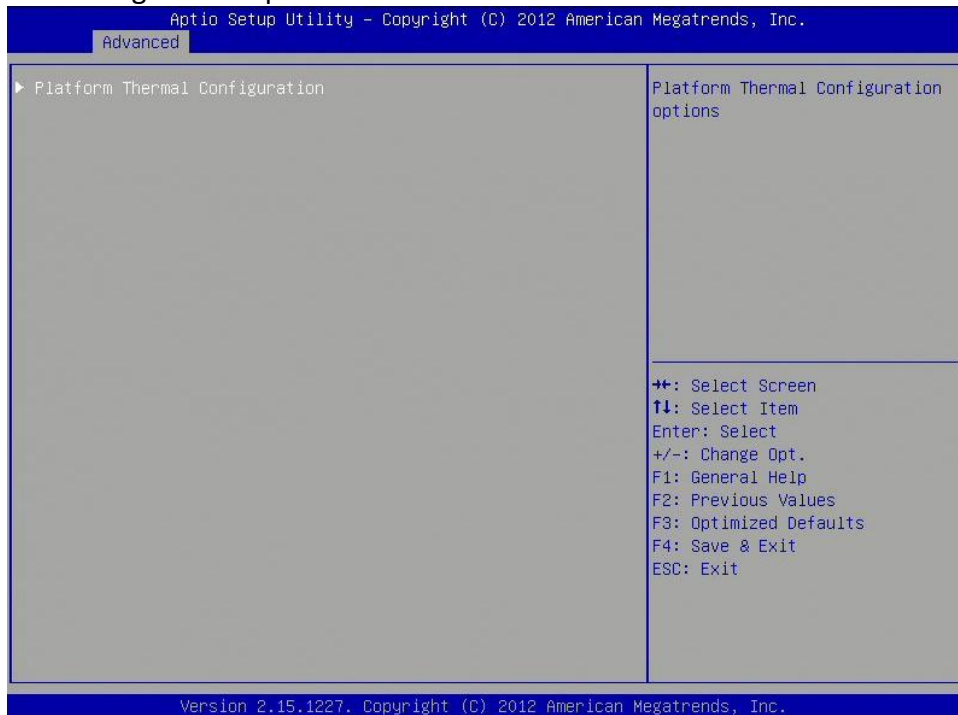 Aptio Setup Utility – Copyright (C) 2012 American Megatrends, Inc.
Advanced
▶ Platform Thermal Configuration
Platform Thermal Configuration
options
→←: Select Screen
↑↓: Select Item
Enter: Select
+/-: Change Opt.
F1: General Help
F2: Previous Values
F3: Optimized Defaults
F4: Save & Exit
ESC: Exit
Version 2.15.1227. Copyright (C) 2012 American Megatrends, Inc.